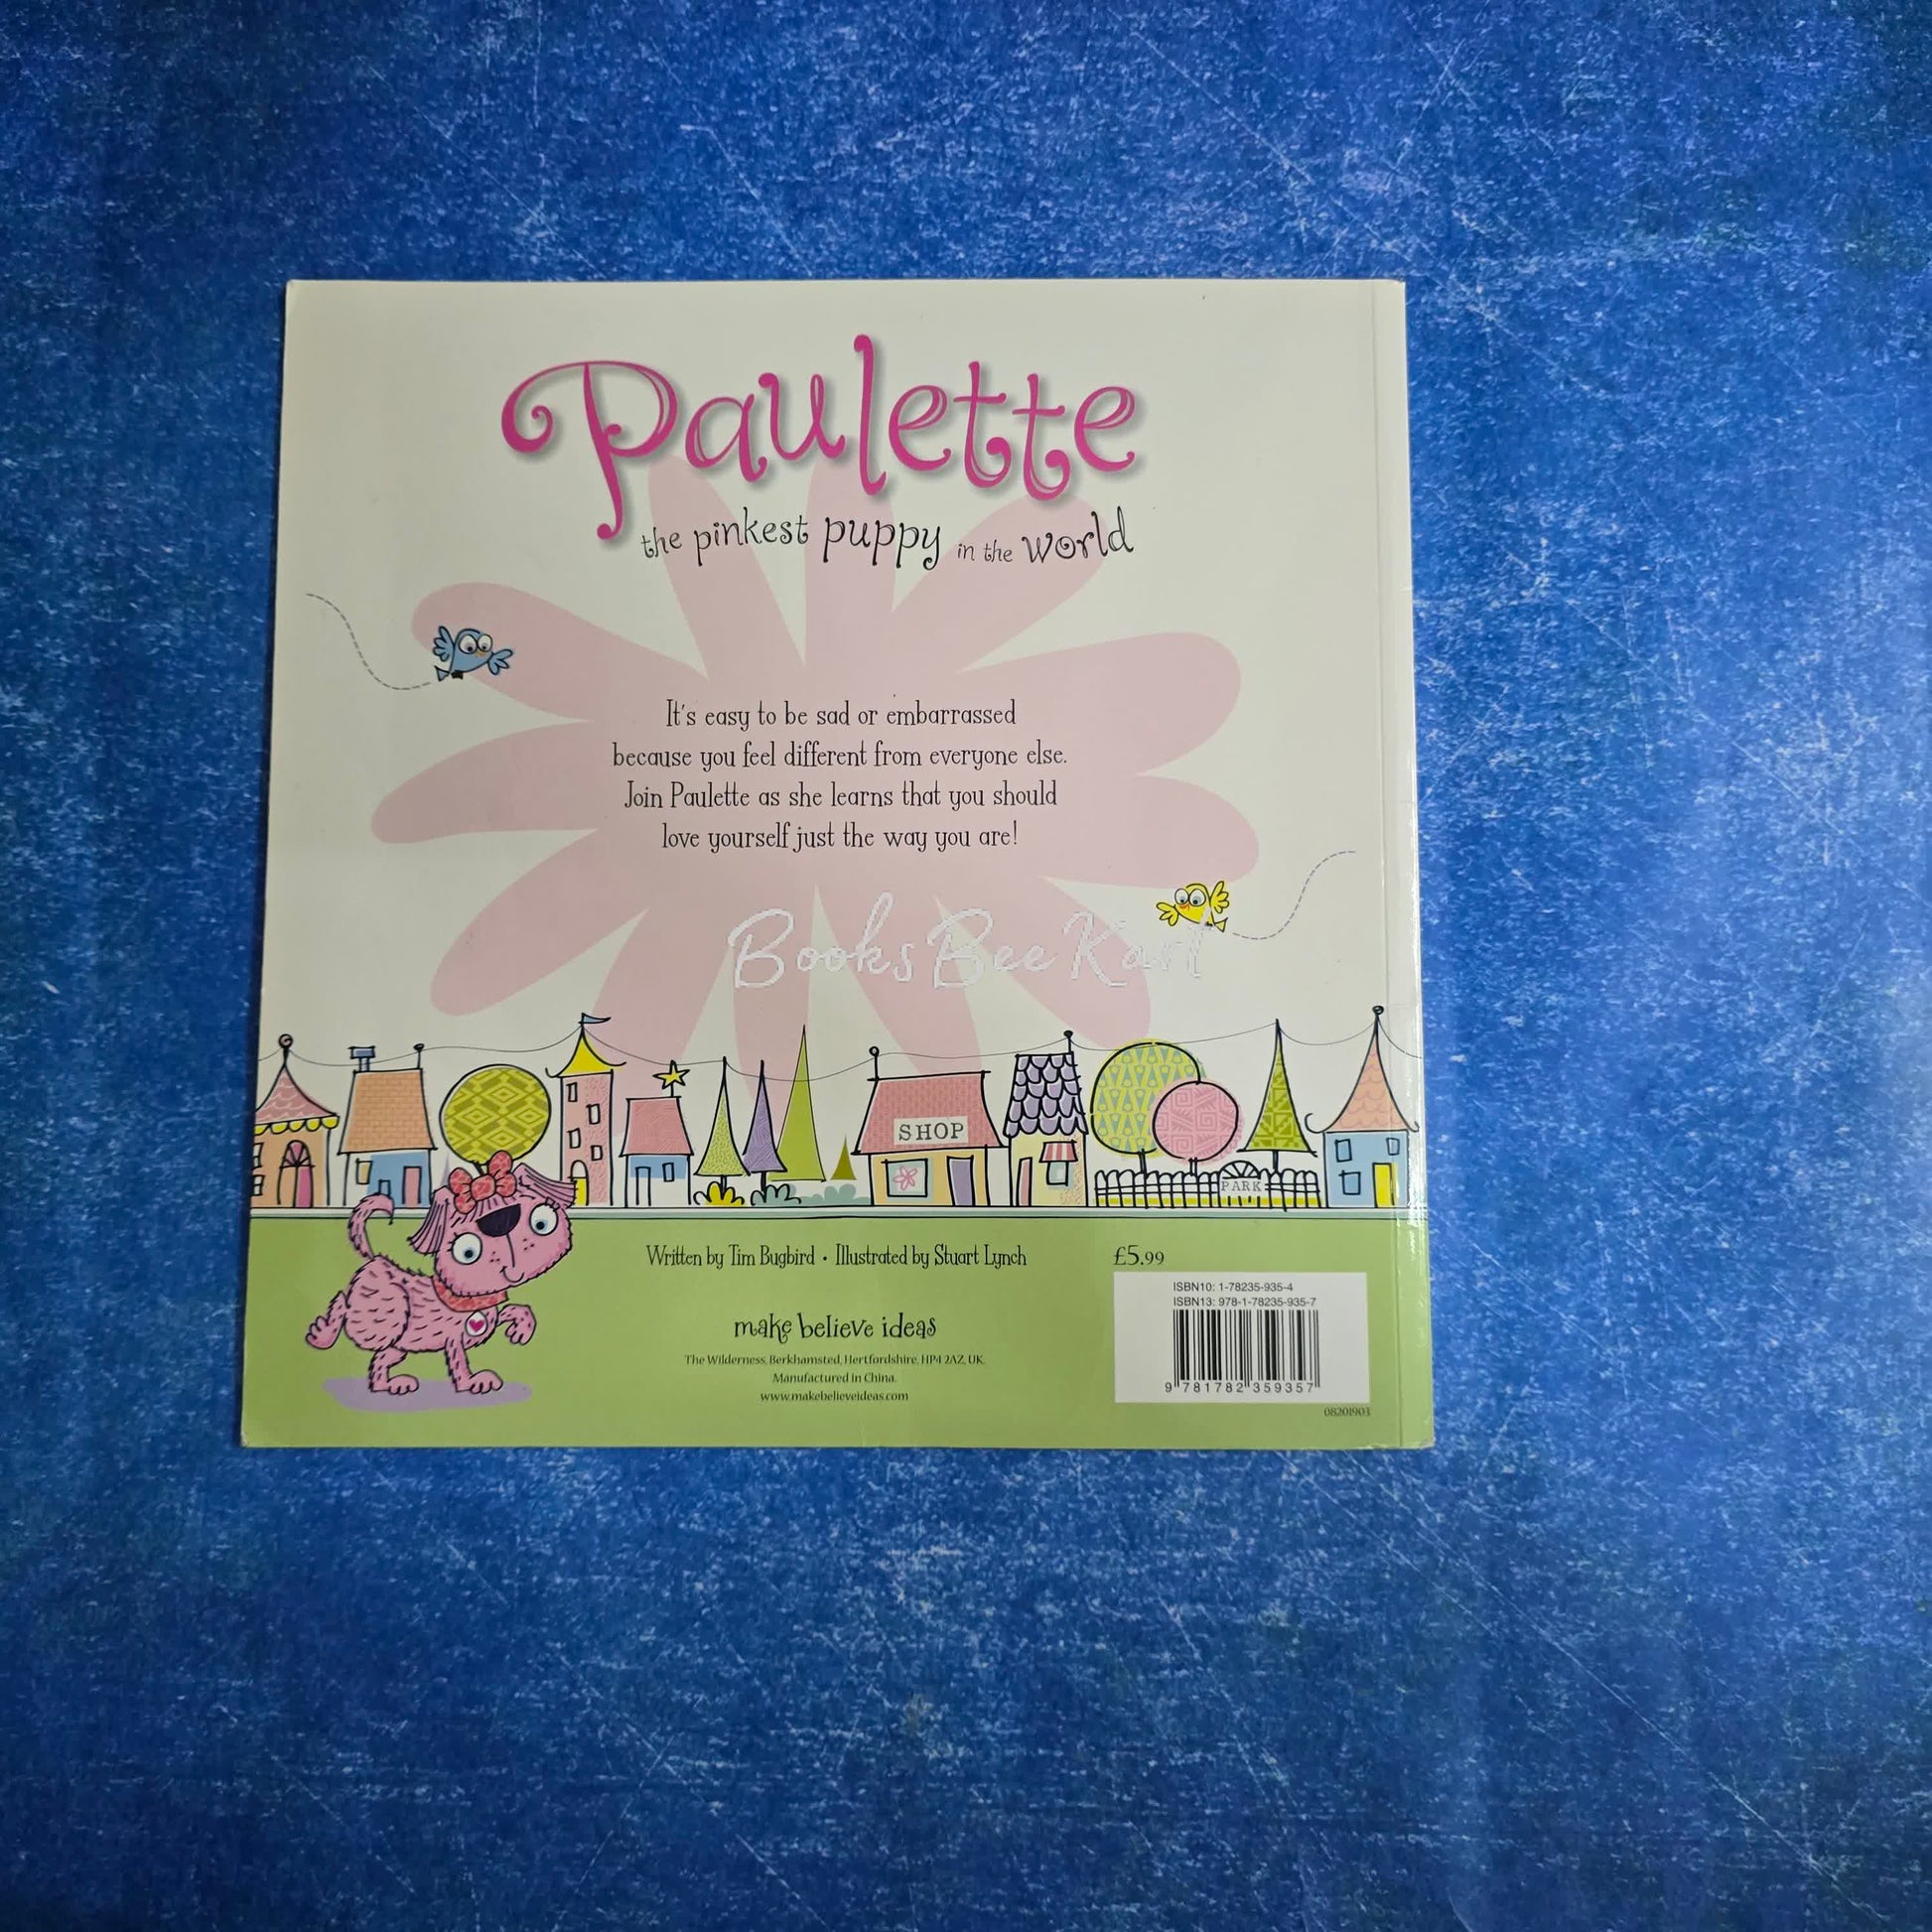 Paulette
the pinkest puppy in the world
It's easy to be sad or embarrassed
because you feel different from everyone else.
Join Paulette as she learns that you should
love yourself just the way you are!
Books Bee Kart
SHOP
PARK
Written by Tim Bugbird • Illustrated by Stuart Lynch
make believe ideas
The Wilderness, Berkhamsted, Hertfordshire, HP4 2AZ, UK.
Manufactured in China.
www.makebelieveideas.com
£5.99
ISBN10: 1-78235-935-4
ISBN13: 978-1-78235-935-7
9 781782 359357
08201903